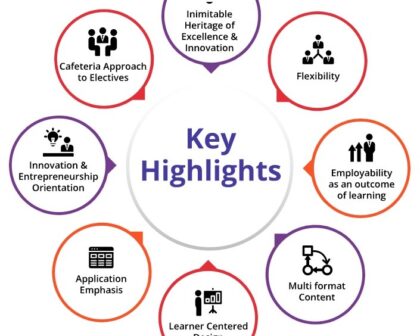 Inimitable
Heritage of
Excellence &
Innovation
Cafeteria Approach
to Electives
Flexibility
Key
Highlights
Innovation &
Entrepreneurship
Orientation
Employability
as an outcome
of learning
Application
Emphasis
Multi format
Content
Learner Centered